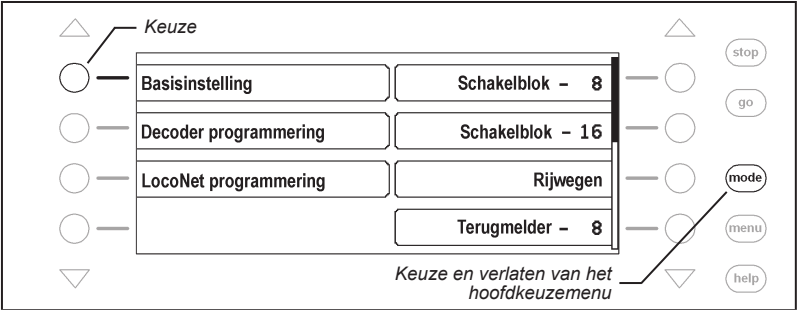 Keuze
Basisinstelling
Schakelblok - 8
Decoder programmering
Schakelblok - 16
LocoNet programmering
Rijwegen
Terugmelder - 8
stop
go
mode
menu
help
Keuze en verlaten van het
hoofdkeuzemenu